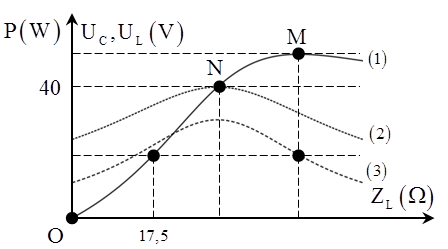 P(W) U_C,U_L(V)
M
(1)
N
40
(2)
(3)
Z_L(Ω)
O
17,5